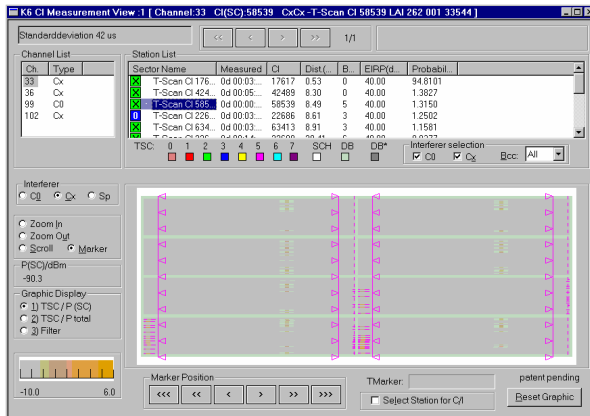 K6 CI Measurement View :1 [ Channel:33 CI(SC):58539 CxCx -T-Scan CI 58539 LAI 262 001 33544 ]
Standarddeviation 42 us
<< < > >> 1/1
Channel List
Ch. Type
33 Cx
36 Cx
99 C0
102 Cx
Station List
Sector Name Measured CI Dist.(... B... EIRP(d... Probabil...
T-Scan CI 176... 0d 00:03:... 17617 0.53 0 40.00 94.8101
T-Scan CI 424... 0d 00:05:... 42489 8.30 0 40.00 1.3827
T-Scan CI 585... 0d 00:00:... 58539 8.49 5 40.00 1.3150
0 T-Scan CI 226... 0d 00:03:... 22686 8.61 3 40.00 1.2502
T-Scan CI 634... 0d 00:03:... 63413 8.91 3 40.00 1.1581
TSC: 0 1 2 3 4 5 6 7 SCH DB DB*
Interferer selection
C0 Cx Bcc: All
Interferer
C0 Cx Sp
Zoom In
Zoom Out
Scroll Marker
P(SC)/dBm
-90.3
Graphic Display
1) TSC / P (SC)
2) TSC / P total
3) Filter
-10.0 6.0
Marker Position
<<< << < > >> >>>
TMarker:
Select Station for C/I
patent pending
Reset Graphic